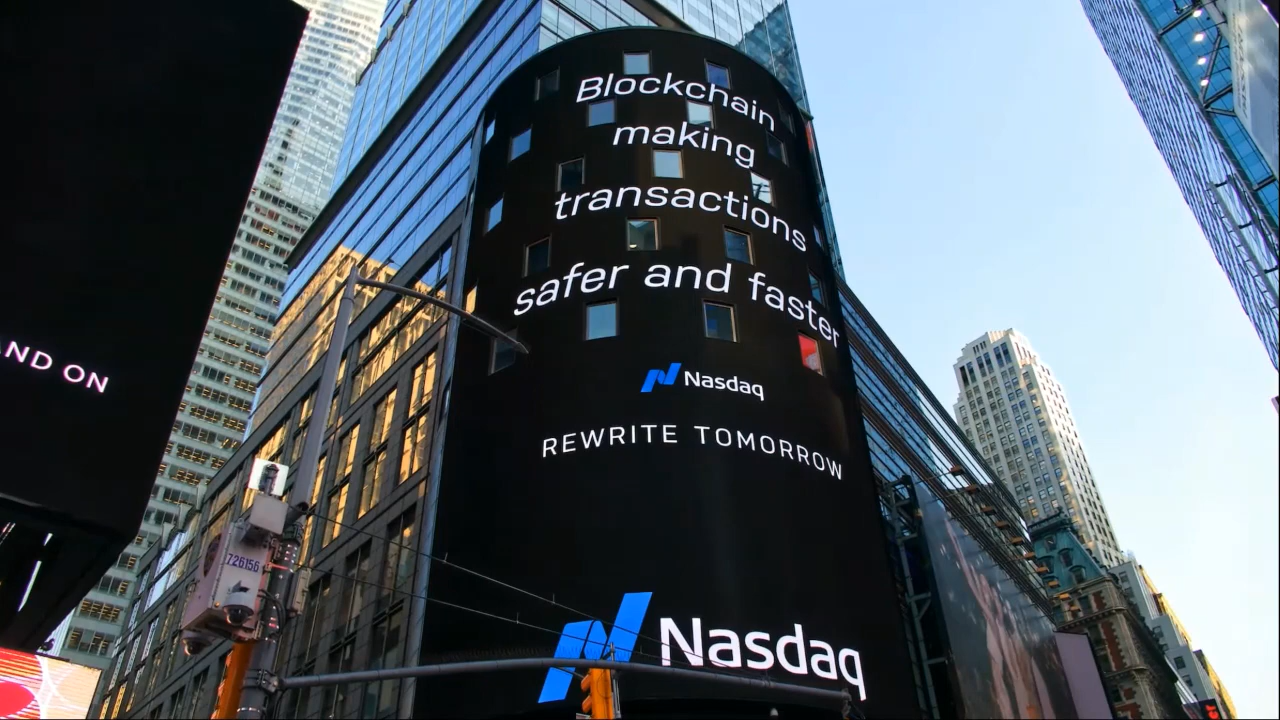 Blockchain
making
transactions
safer and faster
Nasdaq
REWRITE TOMORROW
Nasdaq
AND ON
726156